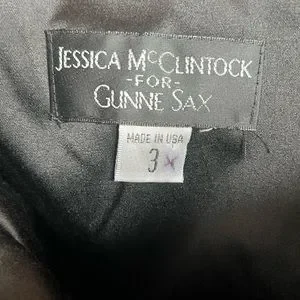 JESSICA McCLINTOCK
-FOR-
GUNNE SAX
MADE IN USA
3 x